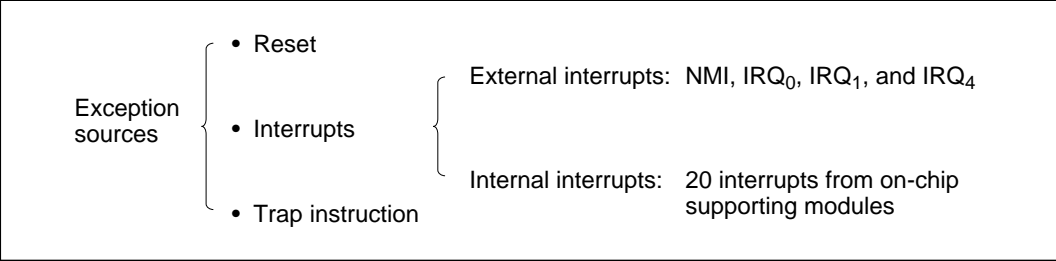 • Reset
External interrupts: NMI, IRQ0, IRQ1, and IRQ4
Exception
sources
• Interrupts
Internal interrupts: 20 interrupts from on-chip
supporting modules
• Trap instruction